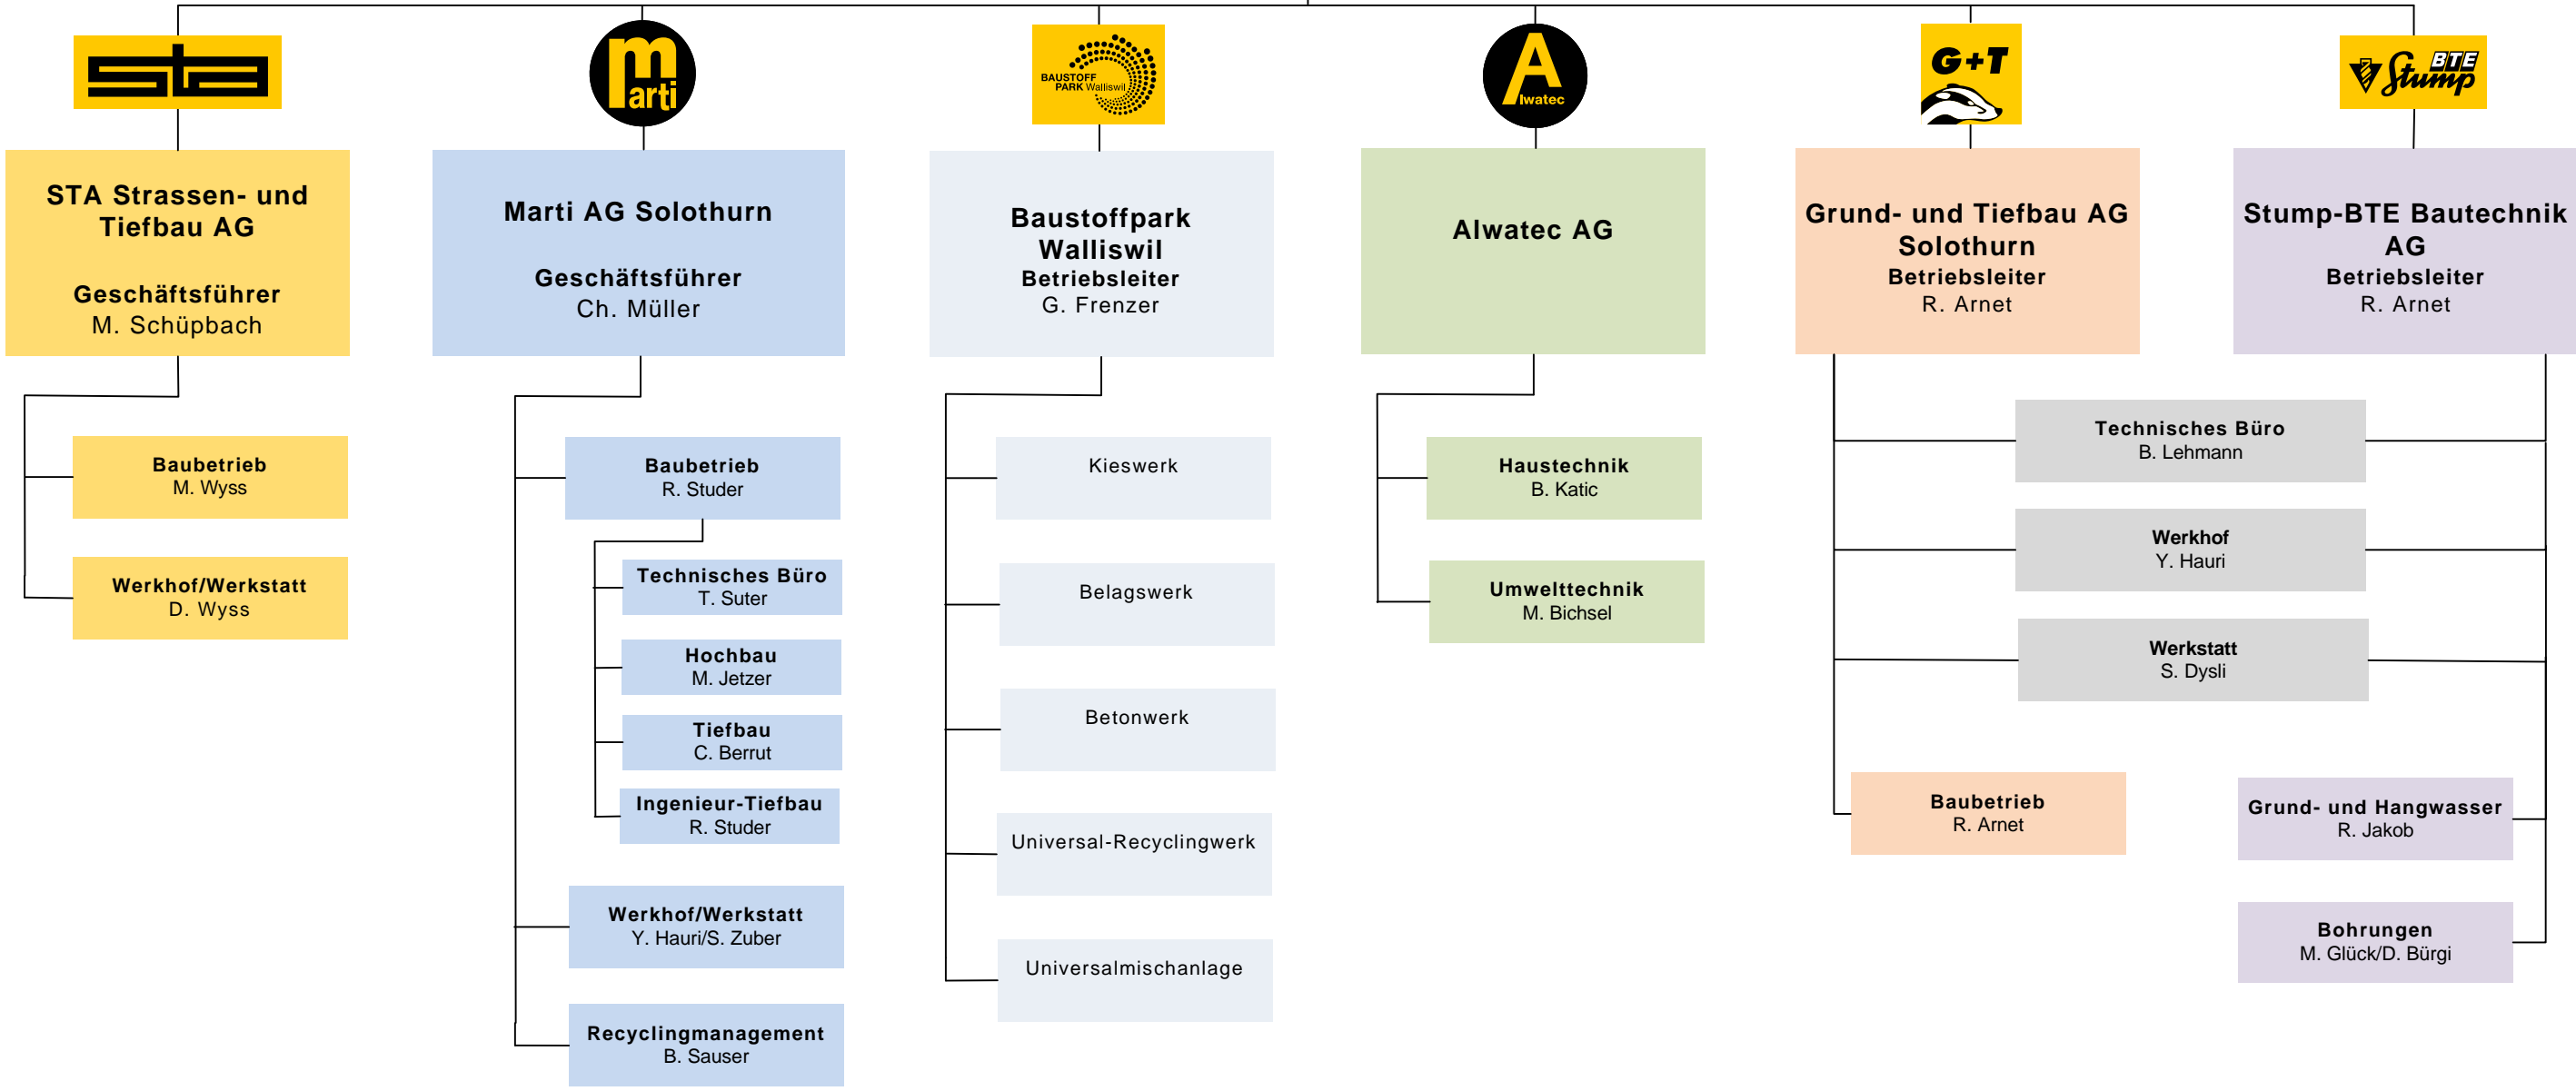 sta
marti
BAUSTOFF
PARK Walliswil
Alwatec
G+T
Stump BTE
STA Strassen- und
Tiefbau AG
Geschäftsführer
M. Schüpbach
Baubetrieb
M. Wyss
Werkhof/Werkstatt
D. Wyss
Marti AG Solothurn
Geschäftsführer
Ch. Müller
Baubetrieb
R. Studer
Technisches Büro
T. Suter
Hochbau
M. Jetzer
Tiefbau
C. Berrut
Ingenieur-Tiefbau
R. Studer
Werkhof/Werkstatt
Y. Hauri/S. Zuber
Recyclingmanagement
B. Sauser
Baustoffpark
Walliswil
Betriebsleiter
G. Frenzer
Kieswerk
Belagswerk
Betonwerk
Universal-Recyclingwerk
Universalmischanlage
Alwatec AG
Haustechnik
B. Katic
Umwelttechnik
M. Bichsel
Grund- und Tiefbau AG
Solothurn
Betriebsleiter
R. Arnet
Stump-BTE Bautechnik
AG
Betriebsleiter
R. Arnet
Technisches Büro
B. Lehmann
Werkhof
Y. Hauri
Werkstatt
S. Dysli
Baubetrieb
R. Arnet
Grund- und Hangwasser
R. Jakob
Bohrungen
M. Glück/D. Bürgi